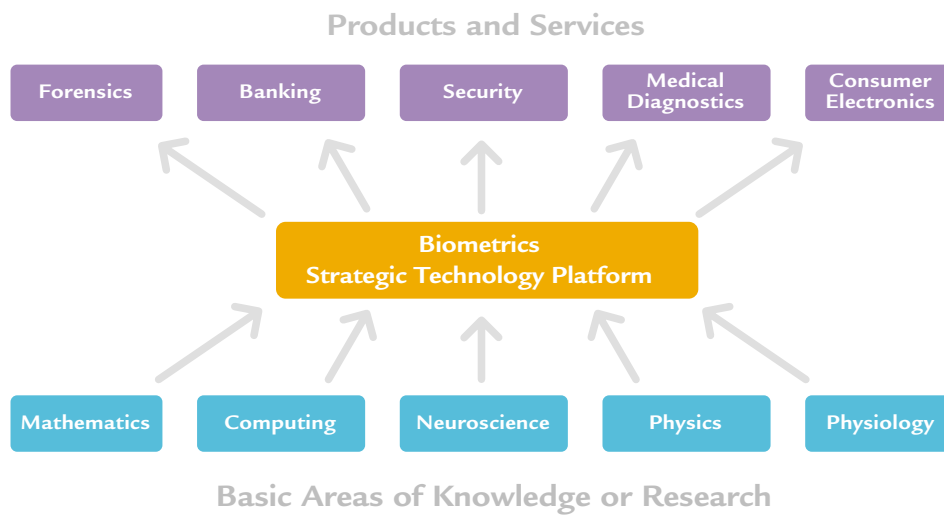 Products and Services
Forensics
Banking
Security
Medical
Diagnostics
Consumer
Electronics
Biometrics
Strategic Technology Platform
Mathematics
Computing
Neuroscience
Physics
Physiology
Basic Areas of Knowledge or Research